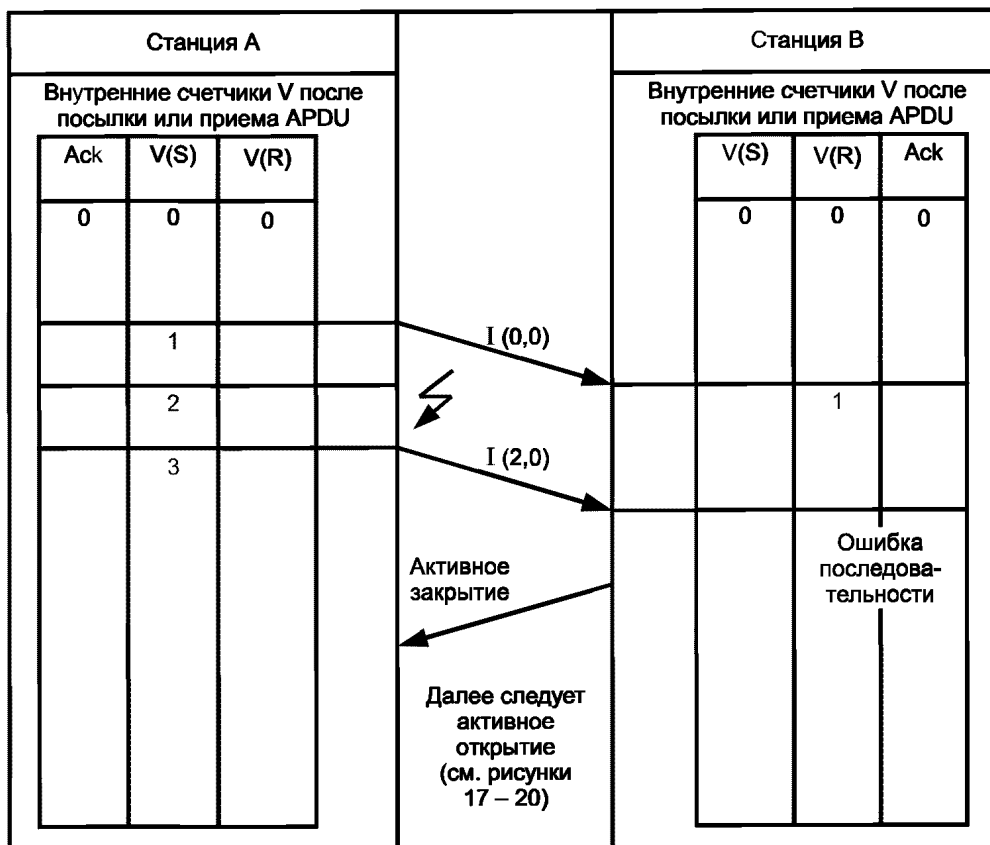 Станция А
Станция В
Внутренние счетчики V после
посылки или приема APDU
Внутренние счетчики V после
посылки или приема APDU
Ack V(S) V(R)
V(S) V(R) Ack
0 0 0
0 0 0
1
I (0,0)
2
1
3
I (2,0)
Ошибка
последова-
тельности
Активное
закрытие
Далее следует
активное
открытие
(см. рисунки
17 – 20)